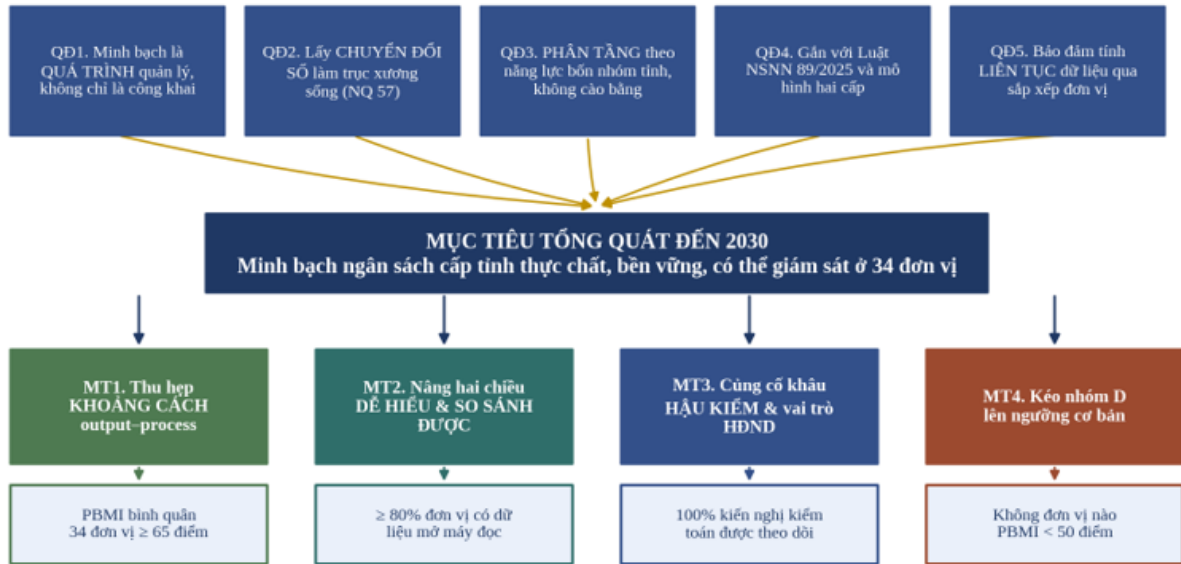 QĐ1. Minh bạch là
QUÁ TRÌNH quản lý,
không chỉ là công khai
QĐ2. Lấy CHUYỂN ĐỔI
SỐ làm trục xương
sống (NQ 57)
QĐ3. PHÂN TẦNG theo
năng lực bốn nhóm tỉnh,
không cào bằng
QĐ4. Gắn với Luật
NSNN 89/2025 và mô
hình hai cấp
QĐ5. Bảo đảm tính
LIÊN TỤC dữ liệu qua
sắp xếp đơn vị
MỤC TIÊU TỔNG QUÁT ĐẾN 2030
Minh bạch ngân sách cấp tỉnh thực chất, bền vững, có thể giám sát ở 34 đơn vị
MT1. Thu hẹp
KHOẢNG CÁCH
output–process
MT2. Nâng hai chiều
DỄ HIỂU & SO SÁNH
ĐƯỢC
MT3. Củng cố khâu
HẬU KIỂM & vai trò
HĐND
MT4. Kéo nhóm D
lên ngưỡng cơ bản
PBMI bình quân
34 đơn vị ≥ 65 điểm
≥ 80% đơn vị có dữ
liệu mở máy đọc
100% kiến nghị kiểm
toán được theo dõi
Không đơn vị nào
PBMI < 50 điểm